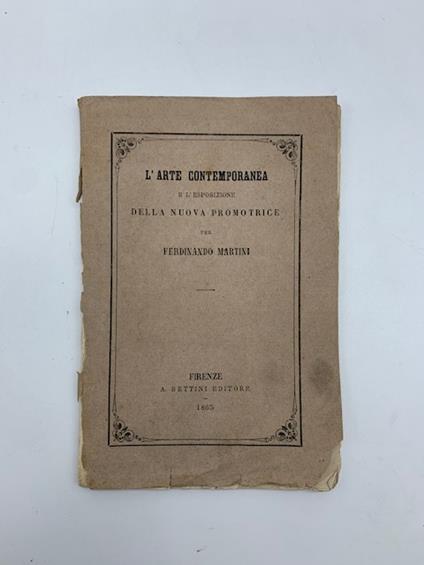 L'ARTE CONTEMPORANEA
E L'ESPOSIZIONE
DELLA NUOVA PROMOTRICE
PER
FERDINANDO MARTINI
FIRENZE
A. BETTINI EDITORE
1865